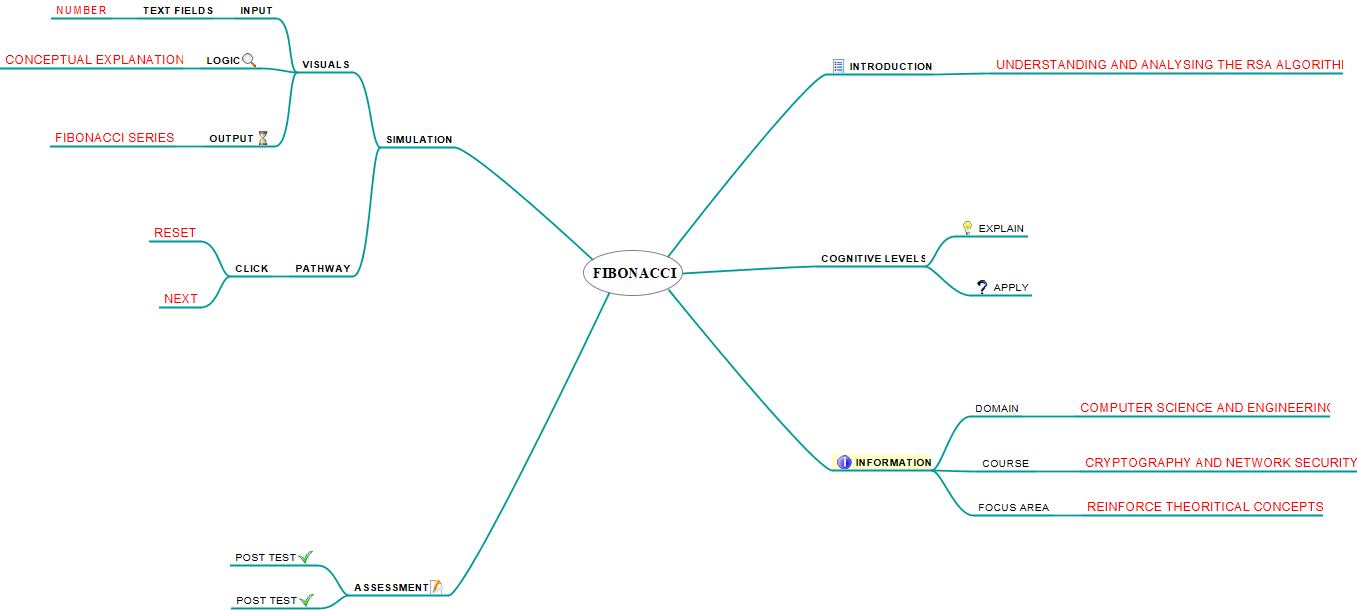 FIBONACCI
INTRODUCTION
UNDERSTANDING AND ANALYSING THE RSA ALGORITH
COGNITIVE LEVELS
EXPLAIN
APPLY
INFORMATION
DOMAIN
COMPUTER SCIENCE AND ENGINEERING
COURSE
CRYPTOGRAPHY AND NETWORK SECURITY
FOCUS AREA
REINFORCE THEORITICAL CONCEPTS
SIMULATION
VISUALS
INPUT
TEXT FIELDS
NUMBER
LOGIC
CONCEPTUAL EXPLANATION
OUTPUT
FIBONACCI SERIES
PATHWAY
CLICK
RESET
NEXT
ASSESSMENT
POST TEST
POST TEST